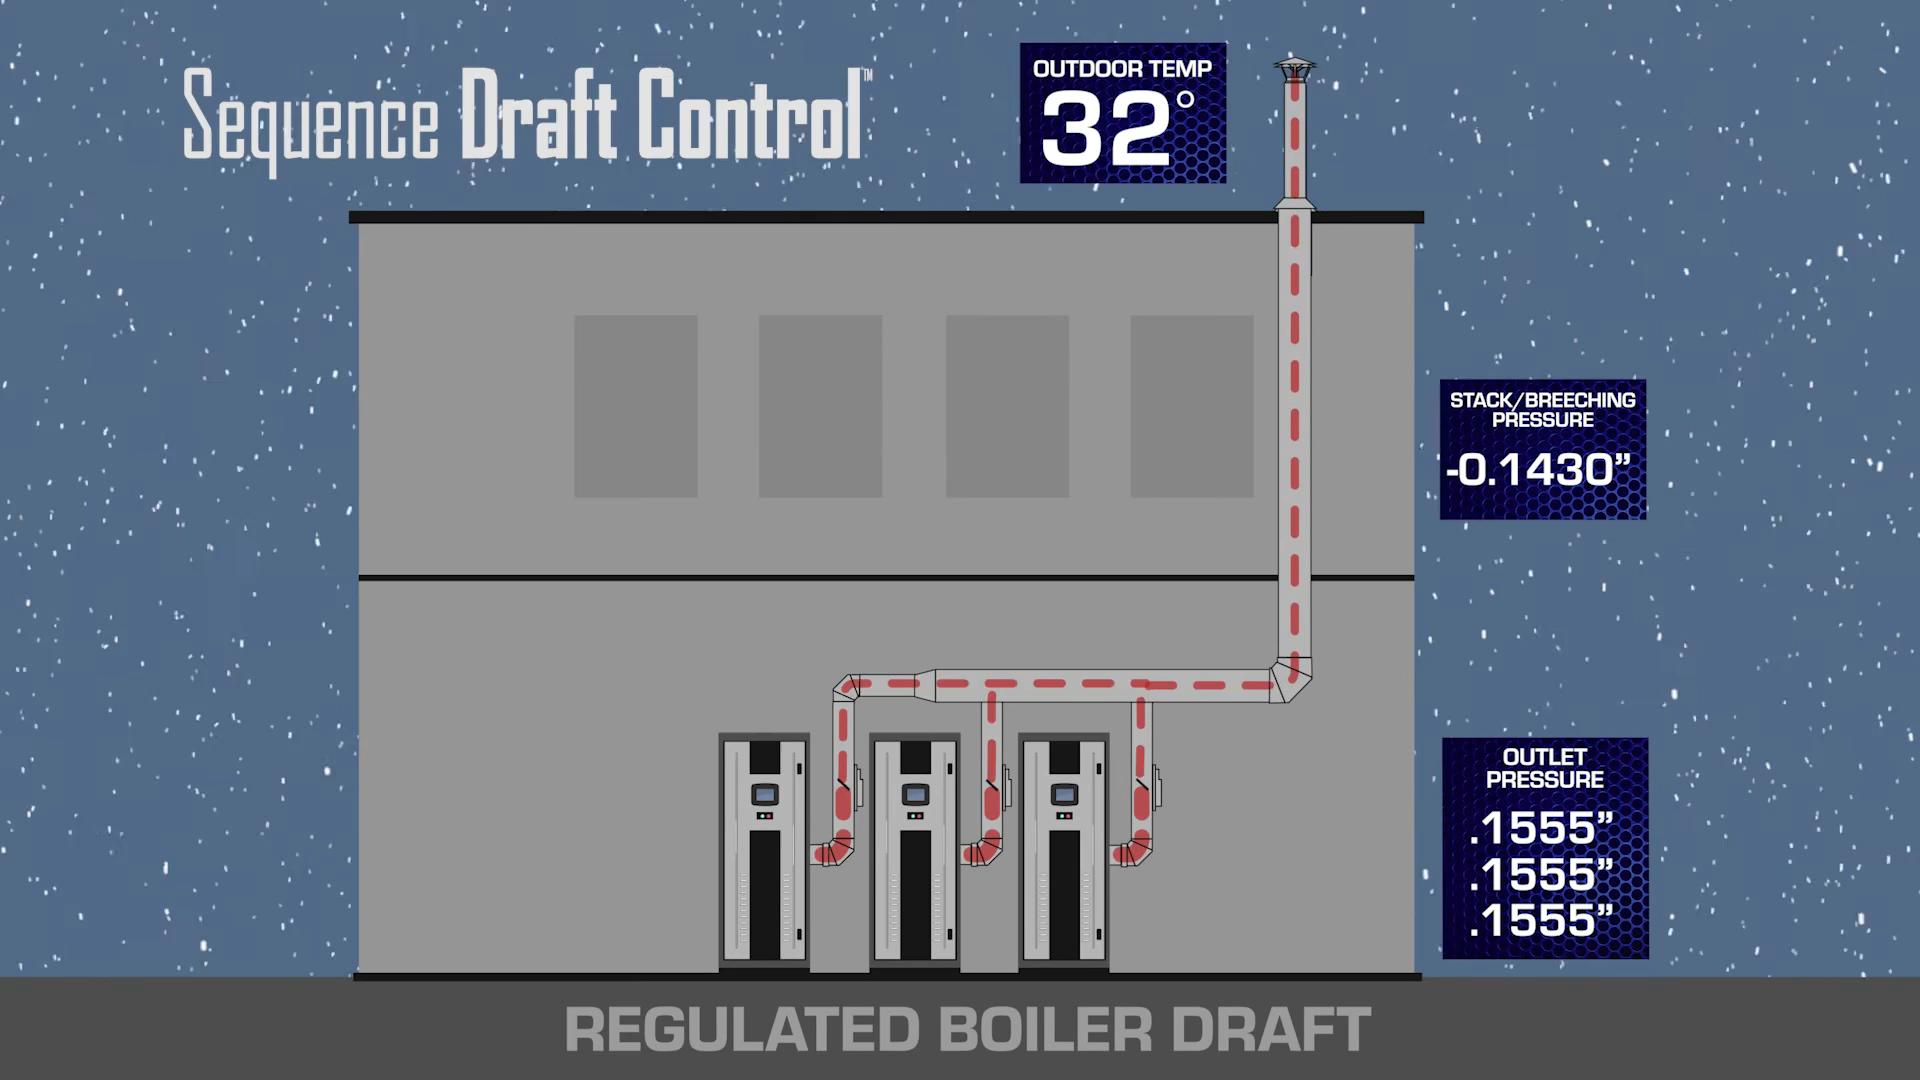 Sequence Draft Control™
OUTDOOR TEMP
32°
STACK/BREECHING
PRESSURE
-0.1430”
OUTLET
PRESSURE
.1555”
.1555”
.1555”
REGULATED BOILER DRAFT